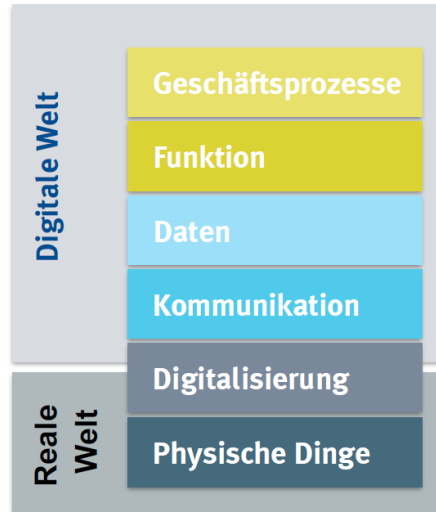 Digitale Welt
Geschäftsprozesse
Funktion
Daten
Kommunikation
Digitalisierung
Reale
Welt
Physische Dinge